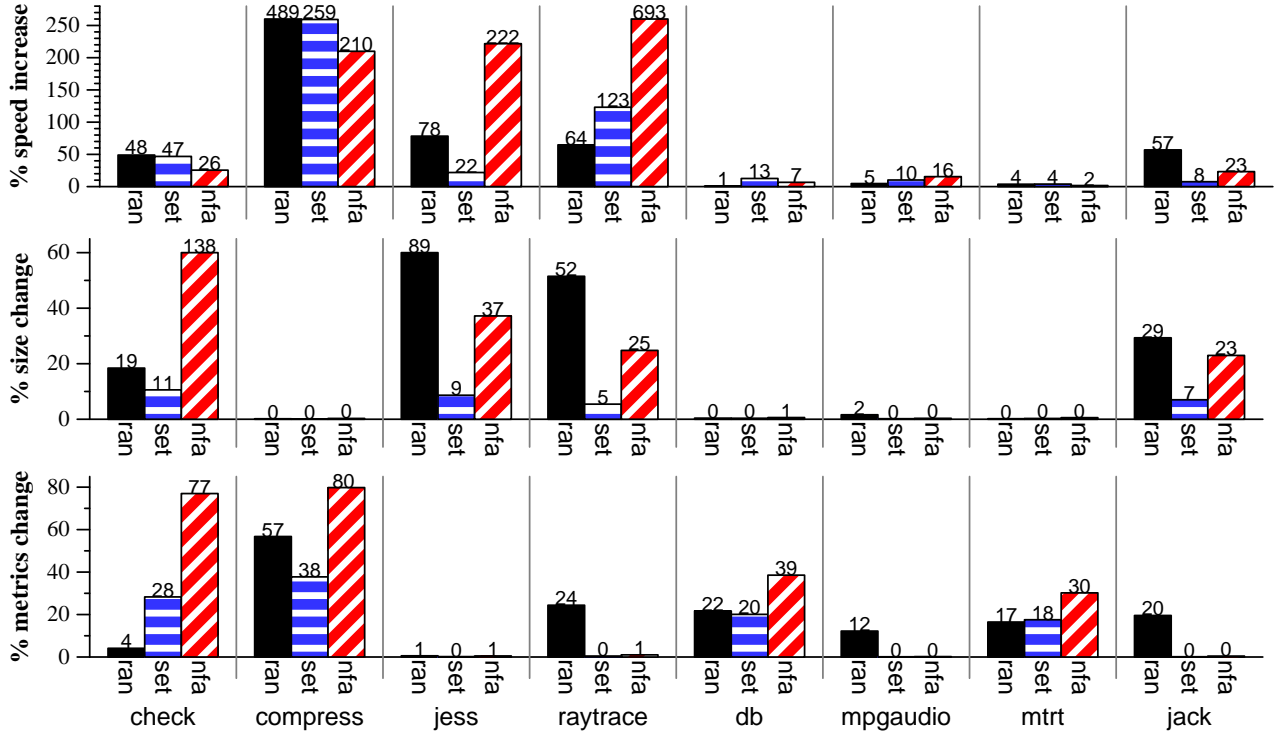 % speed increase
250
200
150
100
50
0
48 47 26
489 259 210
78 22 222
64 123 693
1 13 7
5 10 16
4 4 2
57 8 23
ran set nfa ran set nfa ran set nfa ran set nfa ran set nfa ran set nfa ran set nfa ran set nfa
% size change
60
40
20
0
19 11 138
0 0 0
89 9 37
52 5 25
0 0 1
2 0 0
0 0 0
29 7 23
ran set nfa ran set nfa ran set nfa ran set nfa ran set nfa ran set nfa ran set nfa ran set nfa
% metrics change
80
60
40
20
0
4 28 77
57 38 80
1 0 1
24 0 1
22 20 39
12 0 0
17 18 30
20 0 0
ran set nfa ran set nfa ran set nfa ran set nfa ran set nfa ran set nfa ran set nfa ran set nfa
check compress jess raytrace db mpgaudio mtrt jack